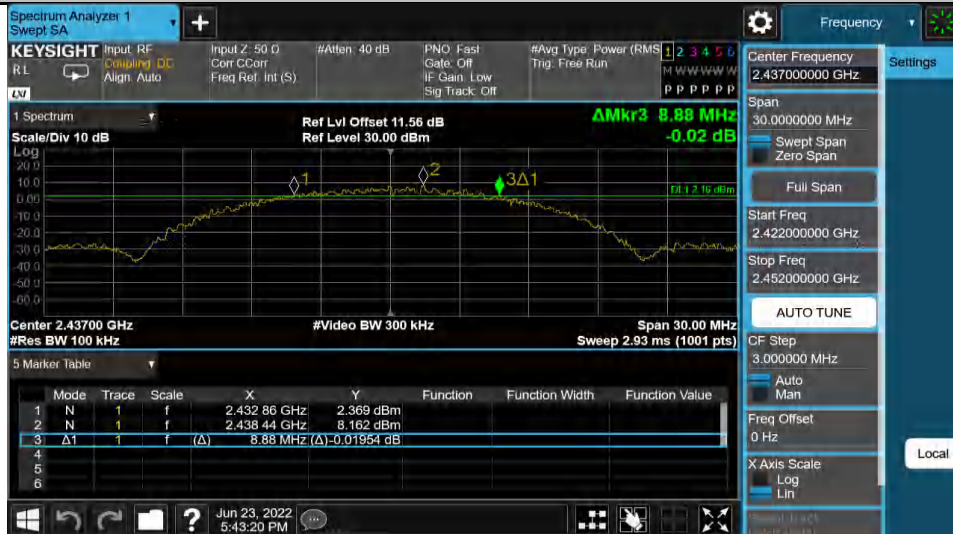 Spectrum Analyzer 1
Swept SA
+
Frequency
KEYSIGHT
RL
LXI
Input: RF
Coupling: DC
Align: Auto
Input Z: 50 Ω
Corr CCorr
Freq Ref: Int (S)
#Atten: 40 dB
PNO: Fast
Gate: Off
IF Gain: Low
Sig Track: Off
#Avg Type: Power (RMS
Trig: Free Run
1 2 3 4 5 6
M W W W W W
P P P P P P
1 Spectrum
Scale/Div 10 dB
Log
Ref Lvl Offset 11.56 dB
Ref Level 30.00 dBm
ΔMkr3 8.88 MHz
-0.02 dB
20.0
10.0
0.00
-10.0
-20.0
-30.0
-40.0
-50.0
-60.0
1
2
3Δ1
DL1 2.16 dBm
Center 2.43700 GHz
#Res BW 100 kHz
#Video BW 300 kHz
Span 30.00 MHz
Sweep 2.93 ms (1001 pts)
5 Marker Table
Mode Trace Scale X Y Function Function Width Function Value
1 N 1 f 2.432 86 GHz 2.369 dBm
2 N 1 f 2.438 44 GHz 8.162 dBm
3 Δ1 1 f (Δ) 8.88 MHz (Δ) -0.01954 dB
4
5
6
Jun 23, 2022
5:43:20 PM
Center Frequency
2.437000000 GHz
Span
30.0000000 MHz
Swept Span
Zero Span
Full Span
Start Freq
2.422000000 GHz
Stop Freq
2.452000000 GHz
AUTO TUNE
CF Step
3.000000 MHz
Auto
Man
Freq Offset
0 Hz
X Axis Scale
Log
Lin
Settings
Local